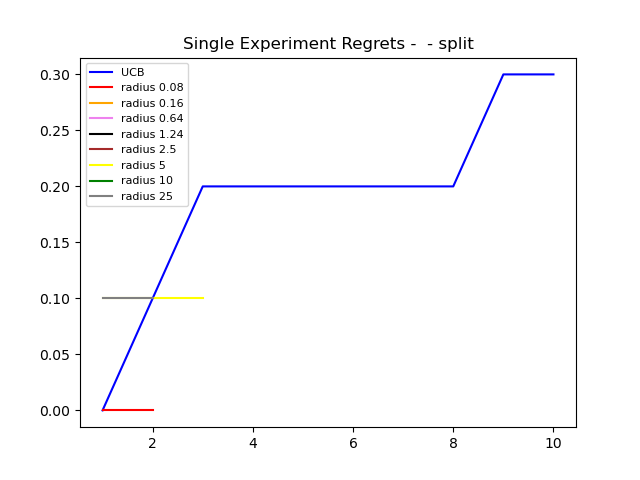 Single Experiment Regrets -  - split
UCB
radius 0.08
radius 0.16
radius 0.64
radius 1.24
radius 2.5
radius 5
radius 10
radius 25
0.30
0.25
0.20
0.15
0.10
0.05
0.00
2 4 6 8 10